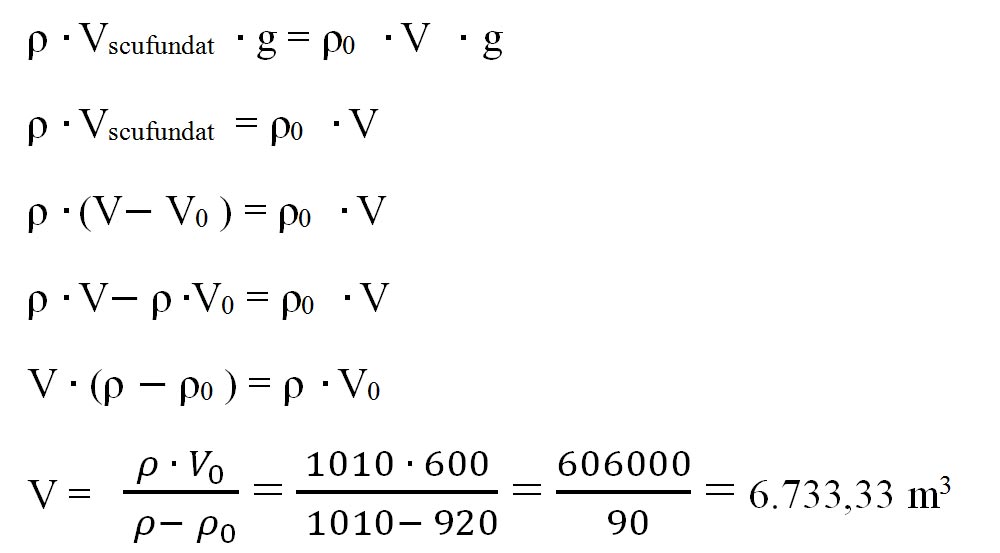 ρ · Vscufundat · g = ρ0 · V · g
ρ · Vscufundat = ρ0 · V
ρ · (V− V0 ) = ρ0 · V
ρ · V− ρ ·V0 = ρ0 · V
V · (ρ − ρ0 ) = ρ · V0
V = ρ · V0 / ρ− ρ0 = 1010 · 600 / 1010− 920 = 606000 / 90 = 6.733,33 m³